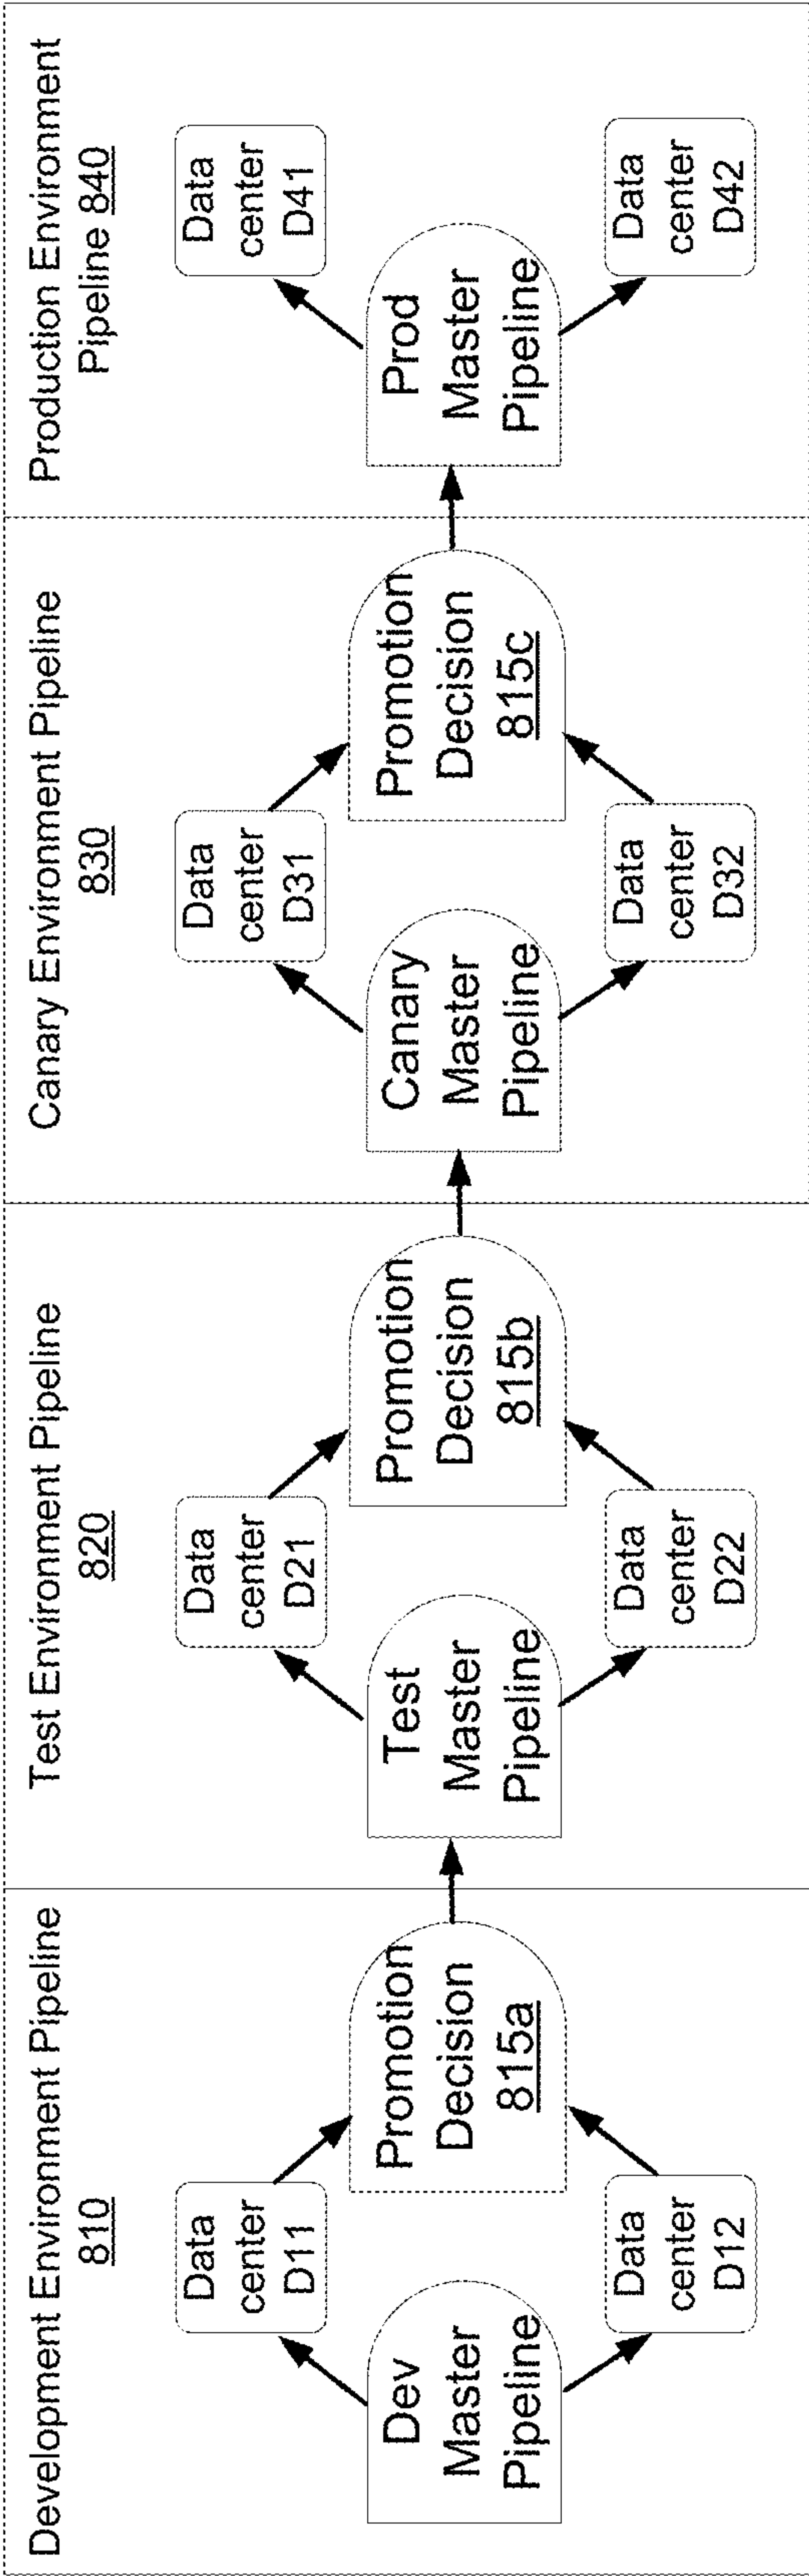 Development Environment Pipeline
810
Data
center
D11
Dev
Master
Pipeline
Promotion
Decision
815a
Data
center
D12
Test Environment Pipeline
820
Data
center
D21
Test
Master
Pipeline
Promotion
Decision
815b
Data
center
D22
Canary Environment Pipeline
830
Data
center
D31
Canary
Master
Pipeline
Promotion
Decision
815c
Data
center
D32
Production Environment
Pipeline 840
Data
center
D41
Prod
Master
Pipeline
Data
center
D42